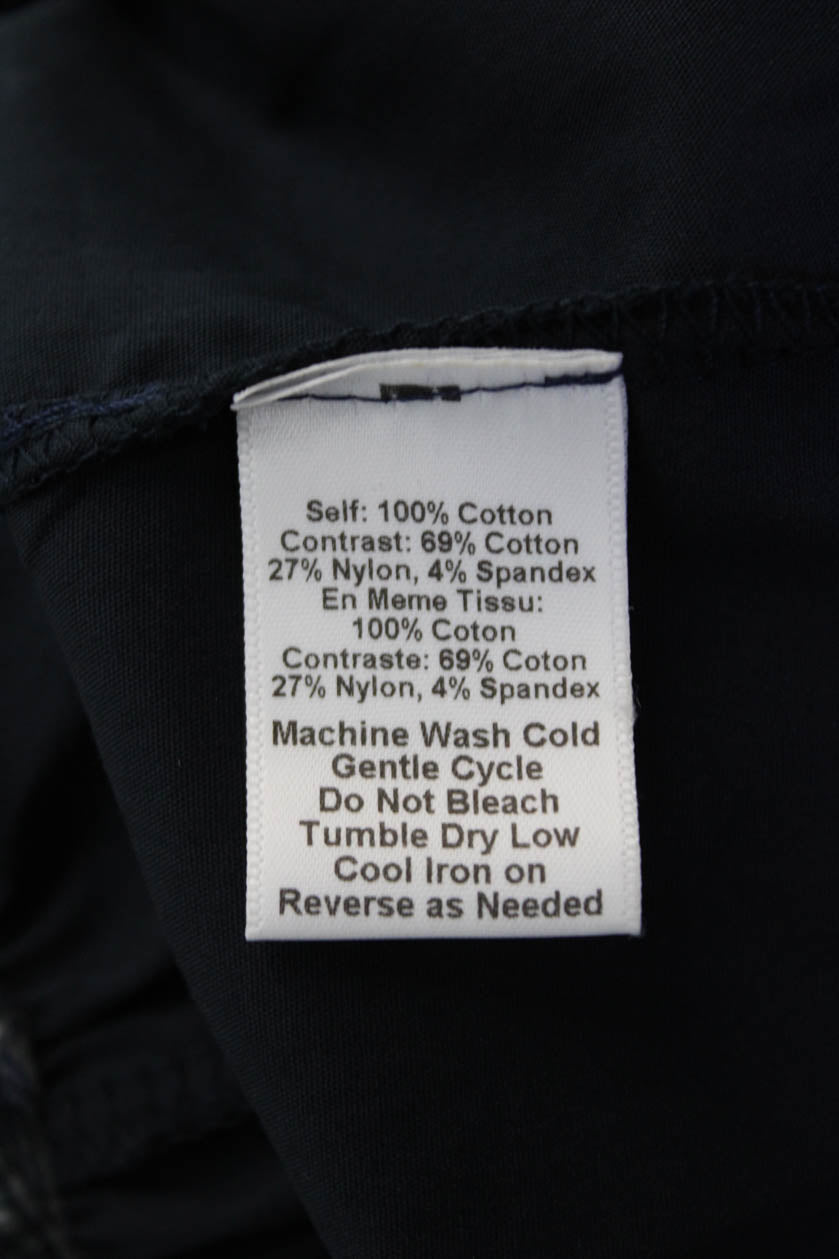 Self: 100% Cotton
Contrast: 69% Cotton
27% Nylon, 4% Spandex
En Meme Tissu:
100% Coton
Contraste: 69% Coton
27% Nylon, 4% Spandex
Machine Wash Cold
Gentle Cycle
Do Not Bleach
Tumble Dry Low
Cool Iron on
Reverse as Needed